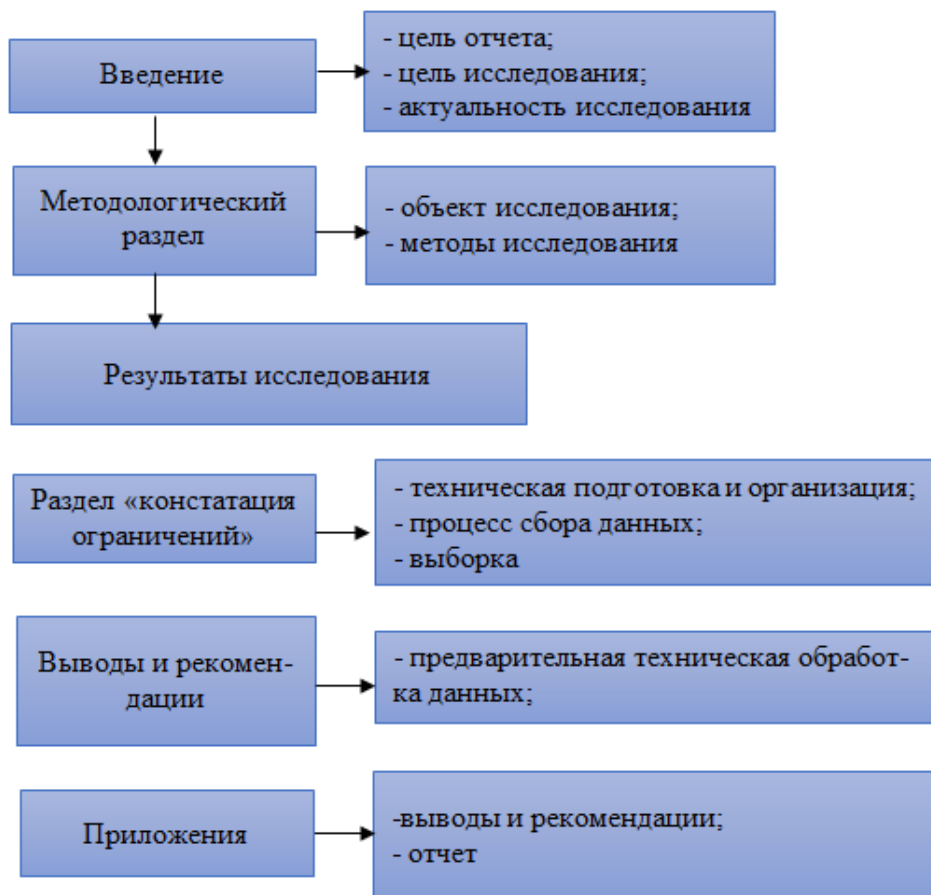 Введение
- цель отчета;
- цель исследования;
- актуальность исследования
Методологический
раздел
- объект исследования;
- методы исследования
Результаты исследования
Раздел «констатация
ограничений»
- техническая подготовка и организация;
- процесс сбора данных;
- выборка
Выводы и рекомен-
дации
- предварительная техническая обработ-
ка данных;
Приложения
-выводы и рекомендации;
- отчет